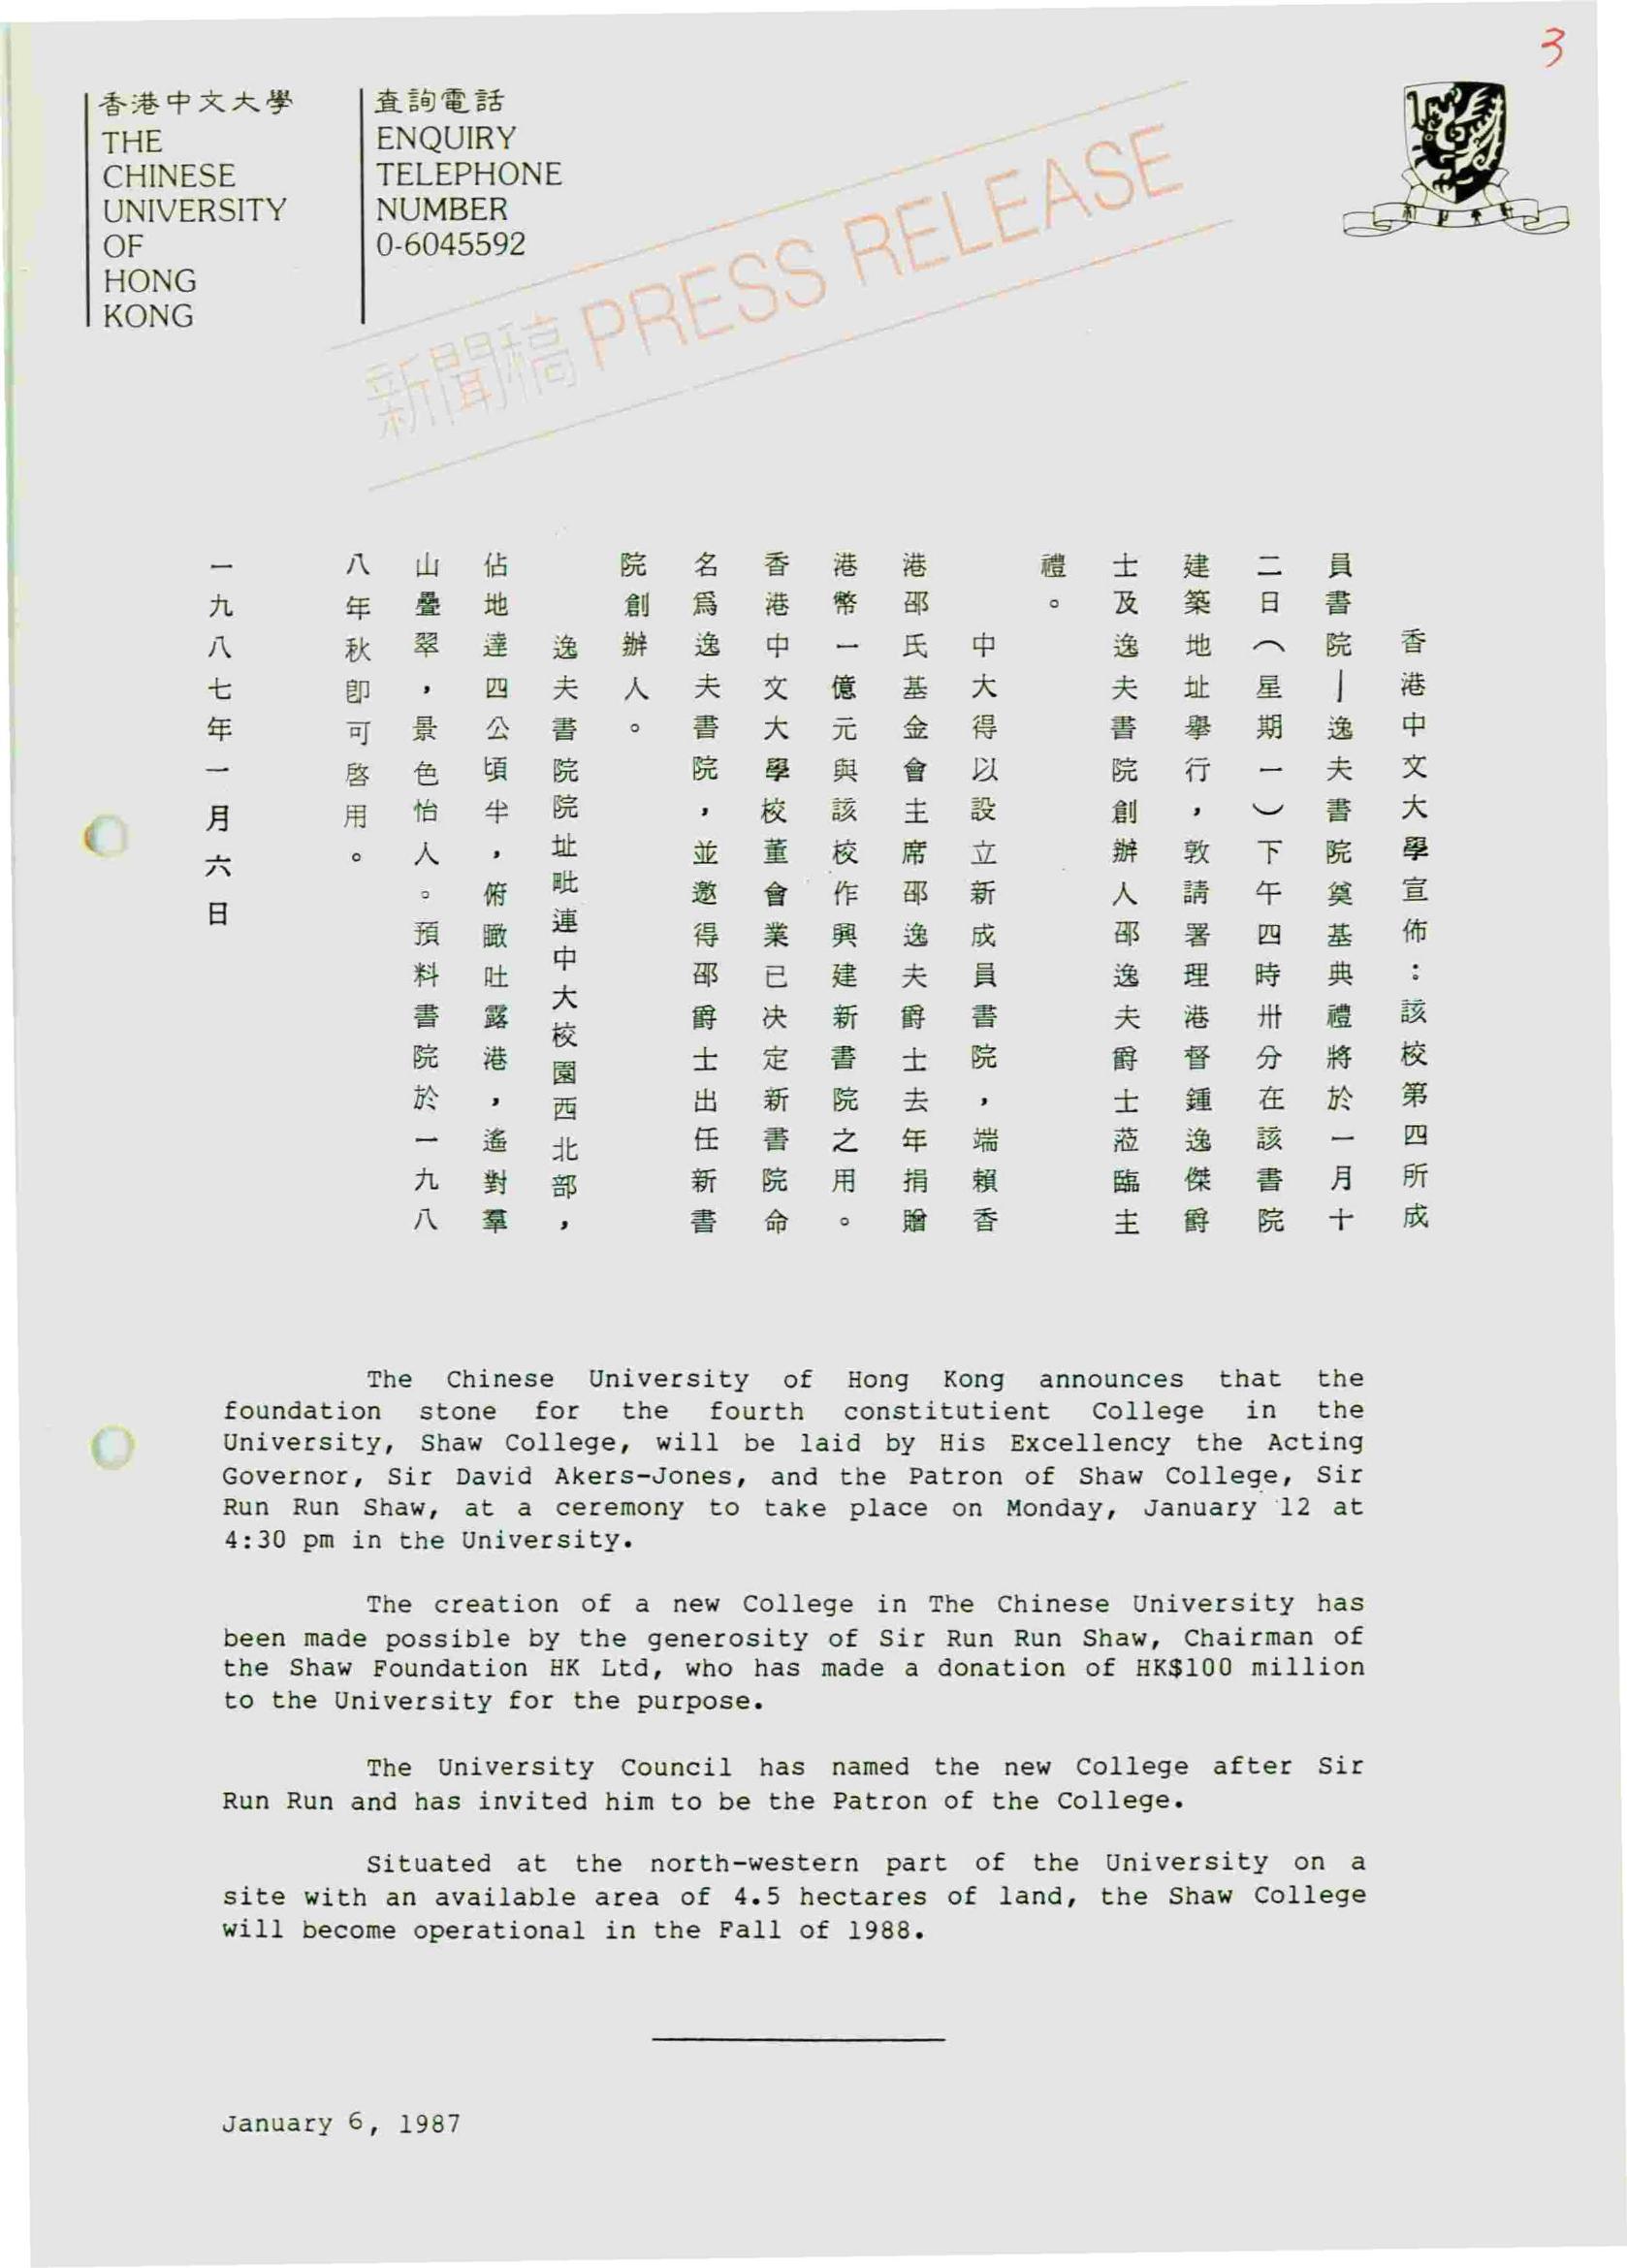 3
香港中文大學
THE
CHINESE
UNIVERSITY
OF
HONG
KONG
查詢電話
ENQUIRY
TELEPHONE
NUMBER
0-6045592
新聞稿 PRESS RELEASE
香港中文大學宣佈：該校第四所成
員書院—逸夫書院奠基典禮將於一月十
二日（星期一）下午四時卅分在該書院
建築地址舉行，敦請署理港督鍾逸傑爵
士及逸夫書院創辦人邵逸夫爵士蒞臨主
禮。
中大得以設立新成員書院，端賴香
港邵氏基金會主席邵逸夫爵士去年捐贈
港幣一億元與該校作興建新書院之用。
香港中文大學校董會業已決定新書院命
名爲逸夫書院，並邀得邵爵士出任新書
院創辦人。
逸夫書院院址毗連中大校園西北部，
佔地達四公頃半，俯瞰吐露港，遙對羣
山疊翠，景色怡人。預料書院於一九八
八年秋即可啓用。
一九八七年一月六日
The Chinese University of Hong Kong announces that the
foundation stone for the fourth constitutient College in the
University, Shaw College, will be laid by His Excellency the Acting
Governor, Sir David Akers-Jones, and the Patron of Shaw College, Sir
Run Run Shaw, at a ceremony to take place on Monday, January 12 at
4:30 pm in the University.
The creation of a new College in The Chinese University has
been made possible by the generosity of Sir Run Run Shaw, Chairman of
the Shaw Foundation HK Ltd, who has made a donation of HK$100 million
to the University for the purpose.
The University Council has named the new College after Sir
Run Run and has invited him to be the Patron of the College.
Situated at the north-western part of the University on a
site with an available area of 4.5 hectares of land, the Shaw College
will become operational in the Fall of 1988.
January 6, 1987